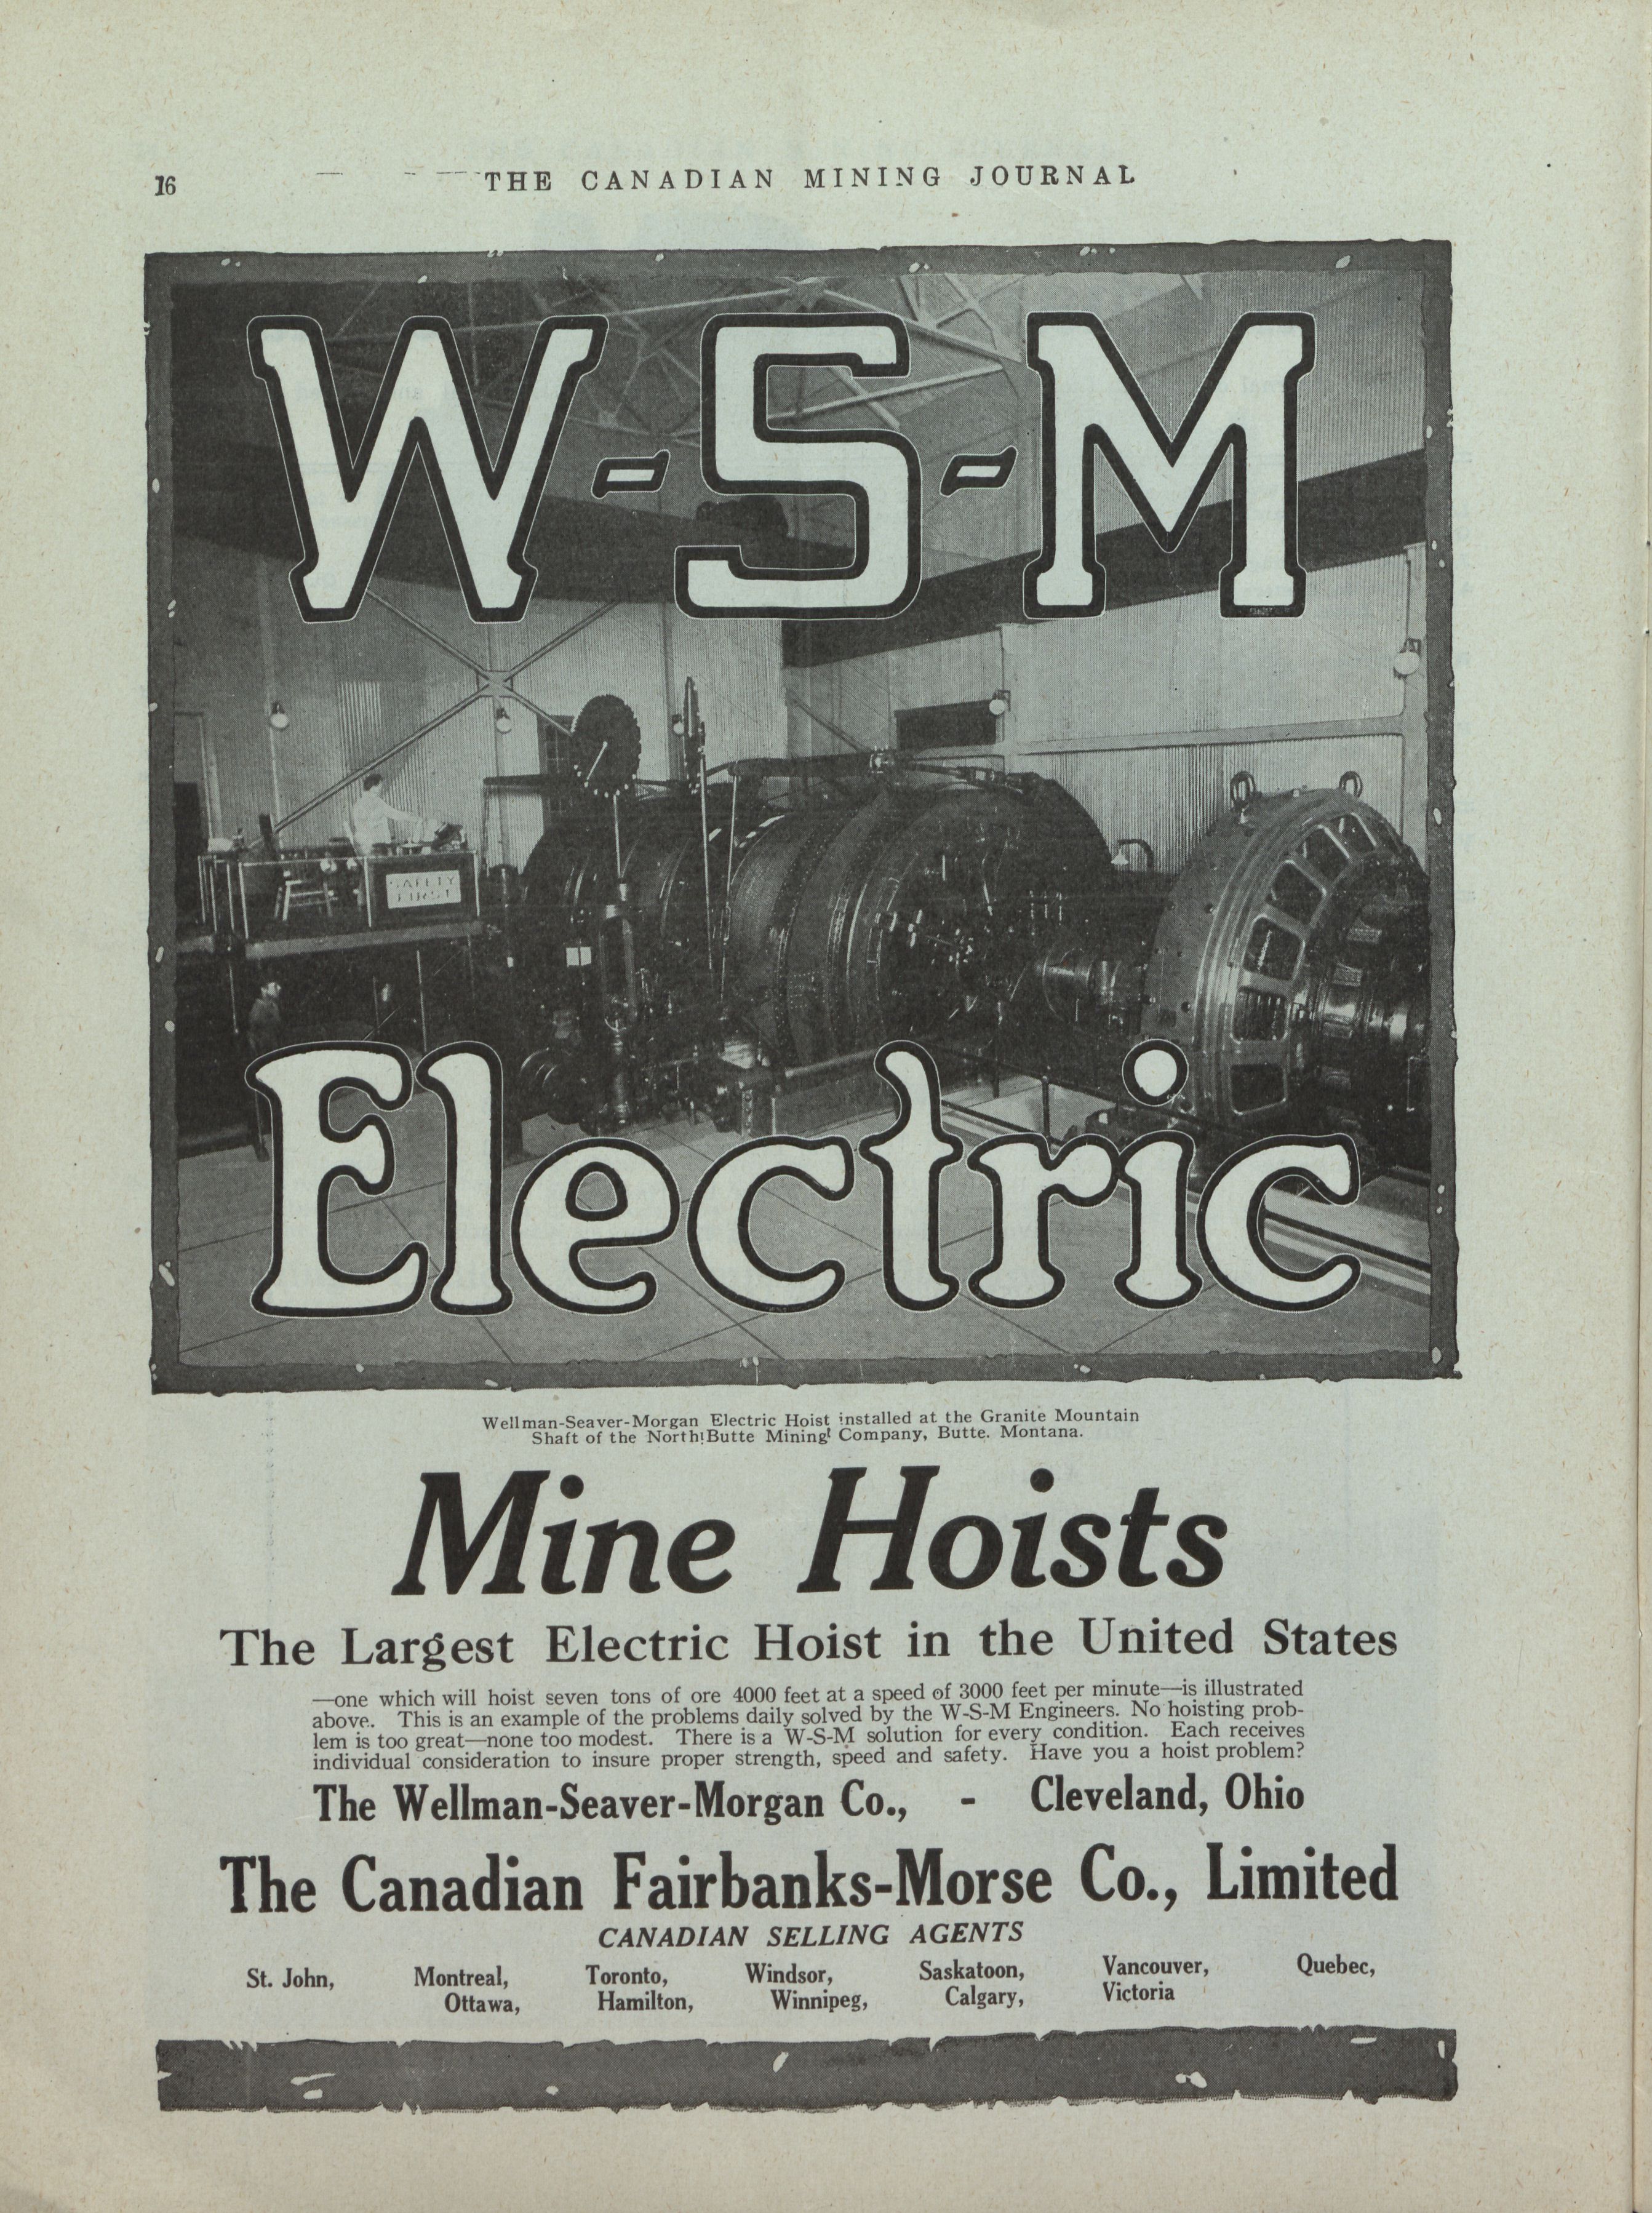 16
THE CANADIAN MINING JOURNAL
W-S-M
SAFETY
FIRST
Electric
Wellman-Seaver-Morgan Electric Hoist installed at the Granite Mountain
Shaft of the North Butte Mining Company, Butte. Montana.
Mine Hoists
The Largest Electric Hoist in the United States
—one which will hoist seven tons of ore 4000 feet at a speed of 3000 feet per minute—is illustrated
above. This is an example of the problems daily solved by the W-S-M Engineers. No hoisting prob-
lem is too great—none too modest. There is a W-S-M solution for every condition. Each receives
individual consideration to insure proper strength, speed and safety. Have you a hoist problem?
The Wellman-Seaver-Morgan Co., - Cleveland, Ohio
The Canadian Fairbanks-Morse Co., Limited
CANADIAN SELLING AGENTS
St. John, Montreal, Toronto, Windsor, Saskatoon, Vancouver, Quebec,
Ottawa, Hamilton, Winnipeg, Calgary, Victoria